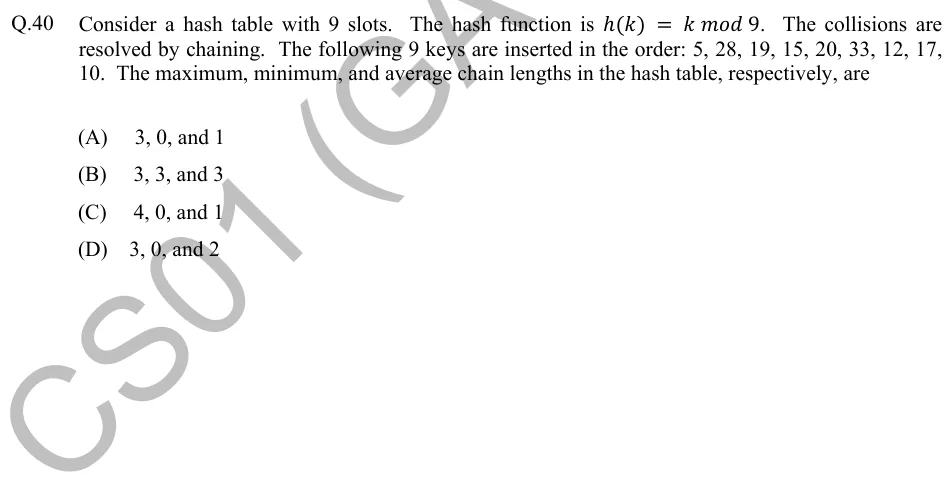 Q.40 Consider a hash table with 9 slots. The hash function is h(k) = k mod 9. The collisions are
resolved by chaining. The following 9 keys are inserted in the order: 5, 28, 19, 15, 20, 33, 12, 17,
10. The maximum, minimum, and average chain lengths in the hash table, respectively, are
(A) 3, 0, and 1
(B) 3, 3, and 3
(C) 4, 0, and 1
(D) 3, 0, and 2
CS01 (GA